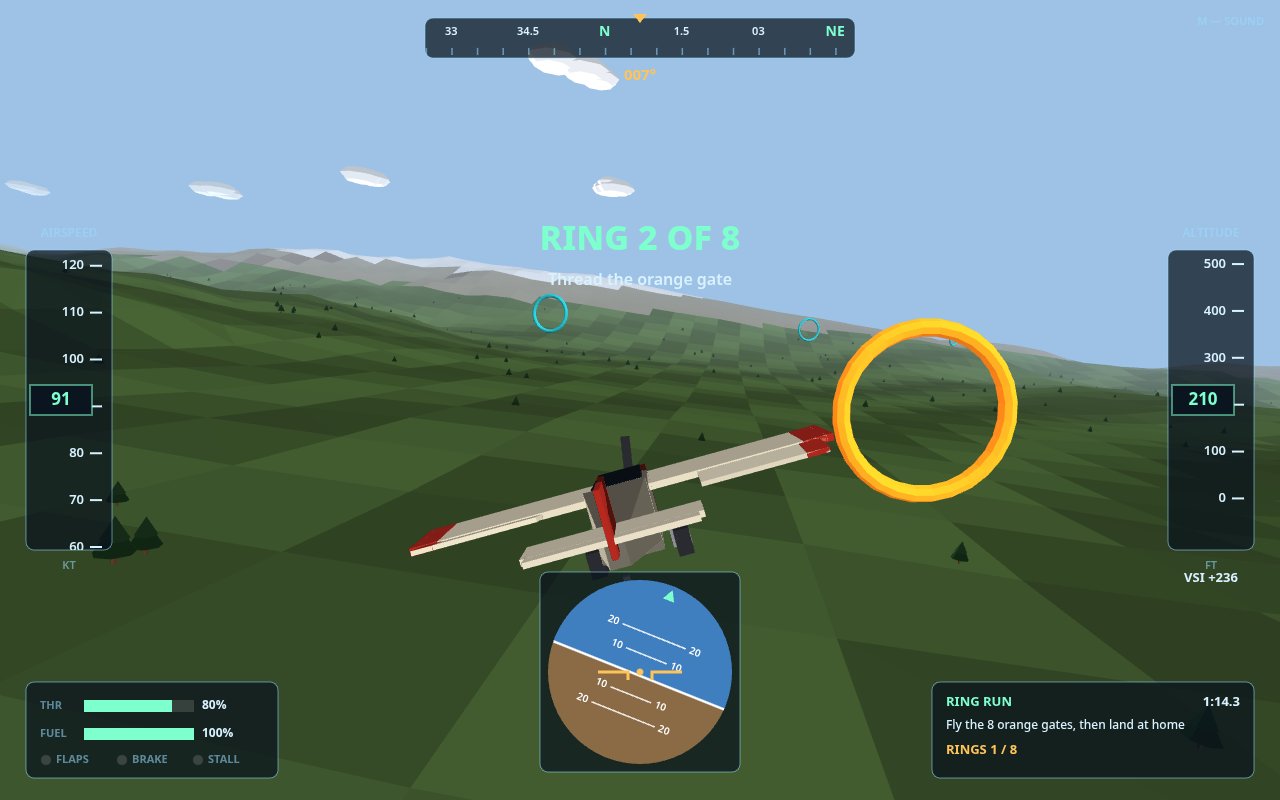 M — SOUND
33 34.5 N 1.5 03 NE
007°
RING 2 OF 8
Thread the orange gate
AIRSPEED
120
110
100
91
80
70
60
KT
ALTITUDE
500
400
300
210
100
0
FT
VSI +236
20 20
10 10
10 10
20 20
THR 80%
FUEL 100%
FLAPS BRAKE STALL
RING RUN 1:14.3
Fly the 8 orange gates, then land at home
RINGS 1 / 8